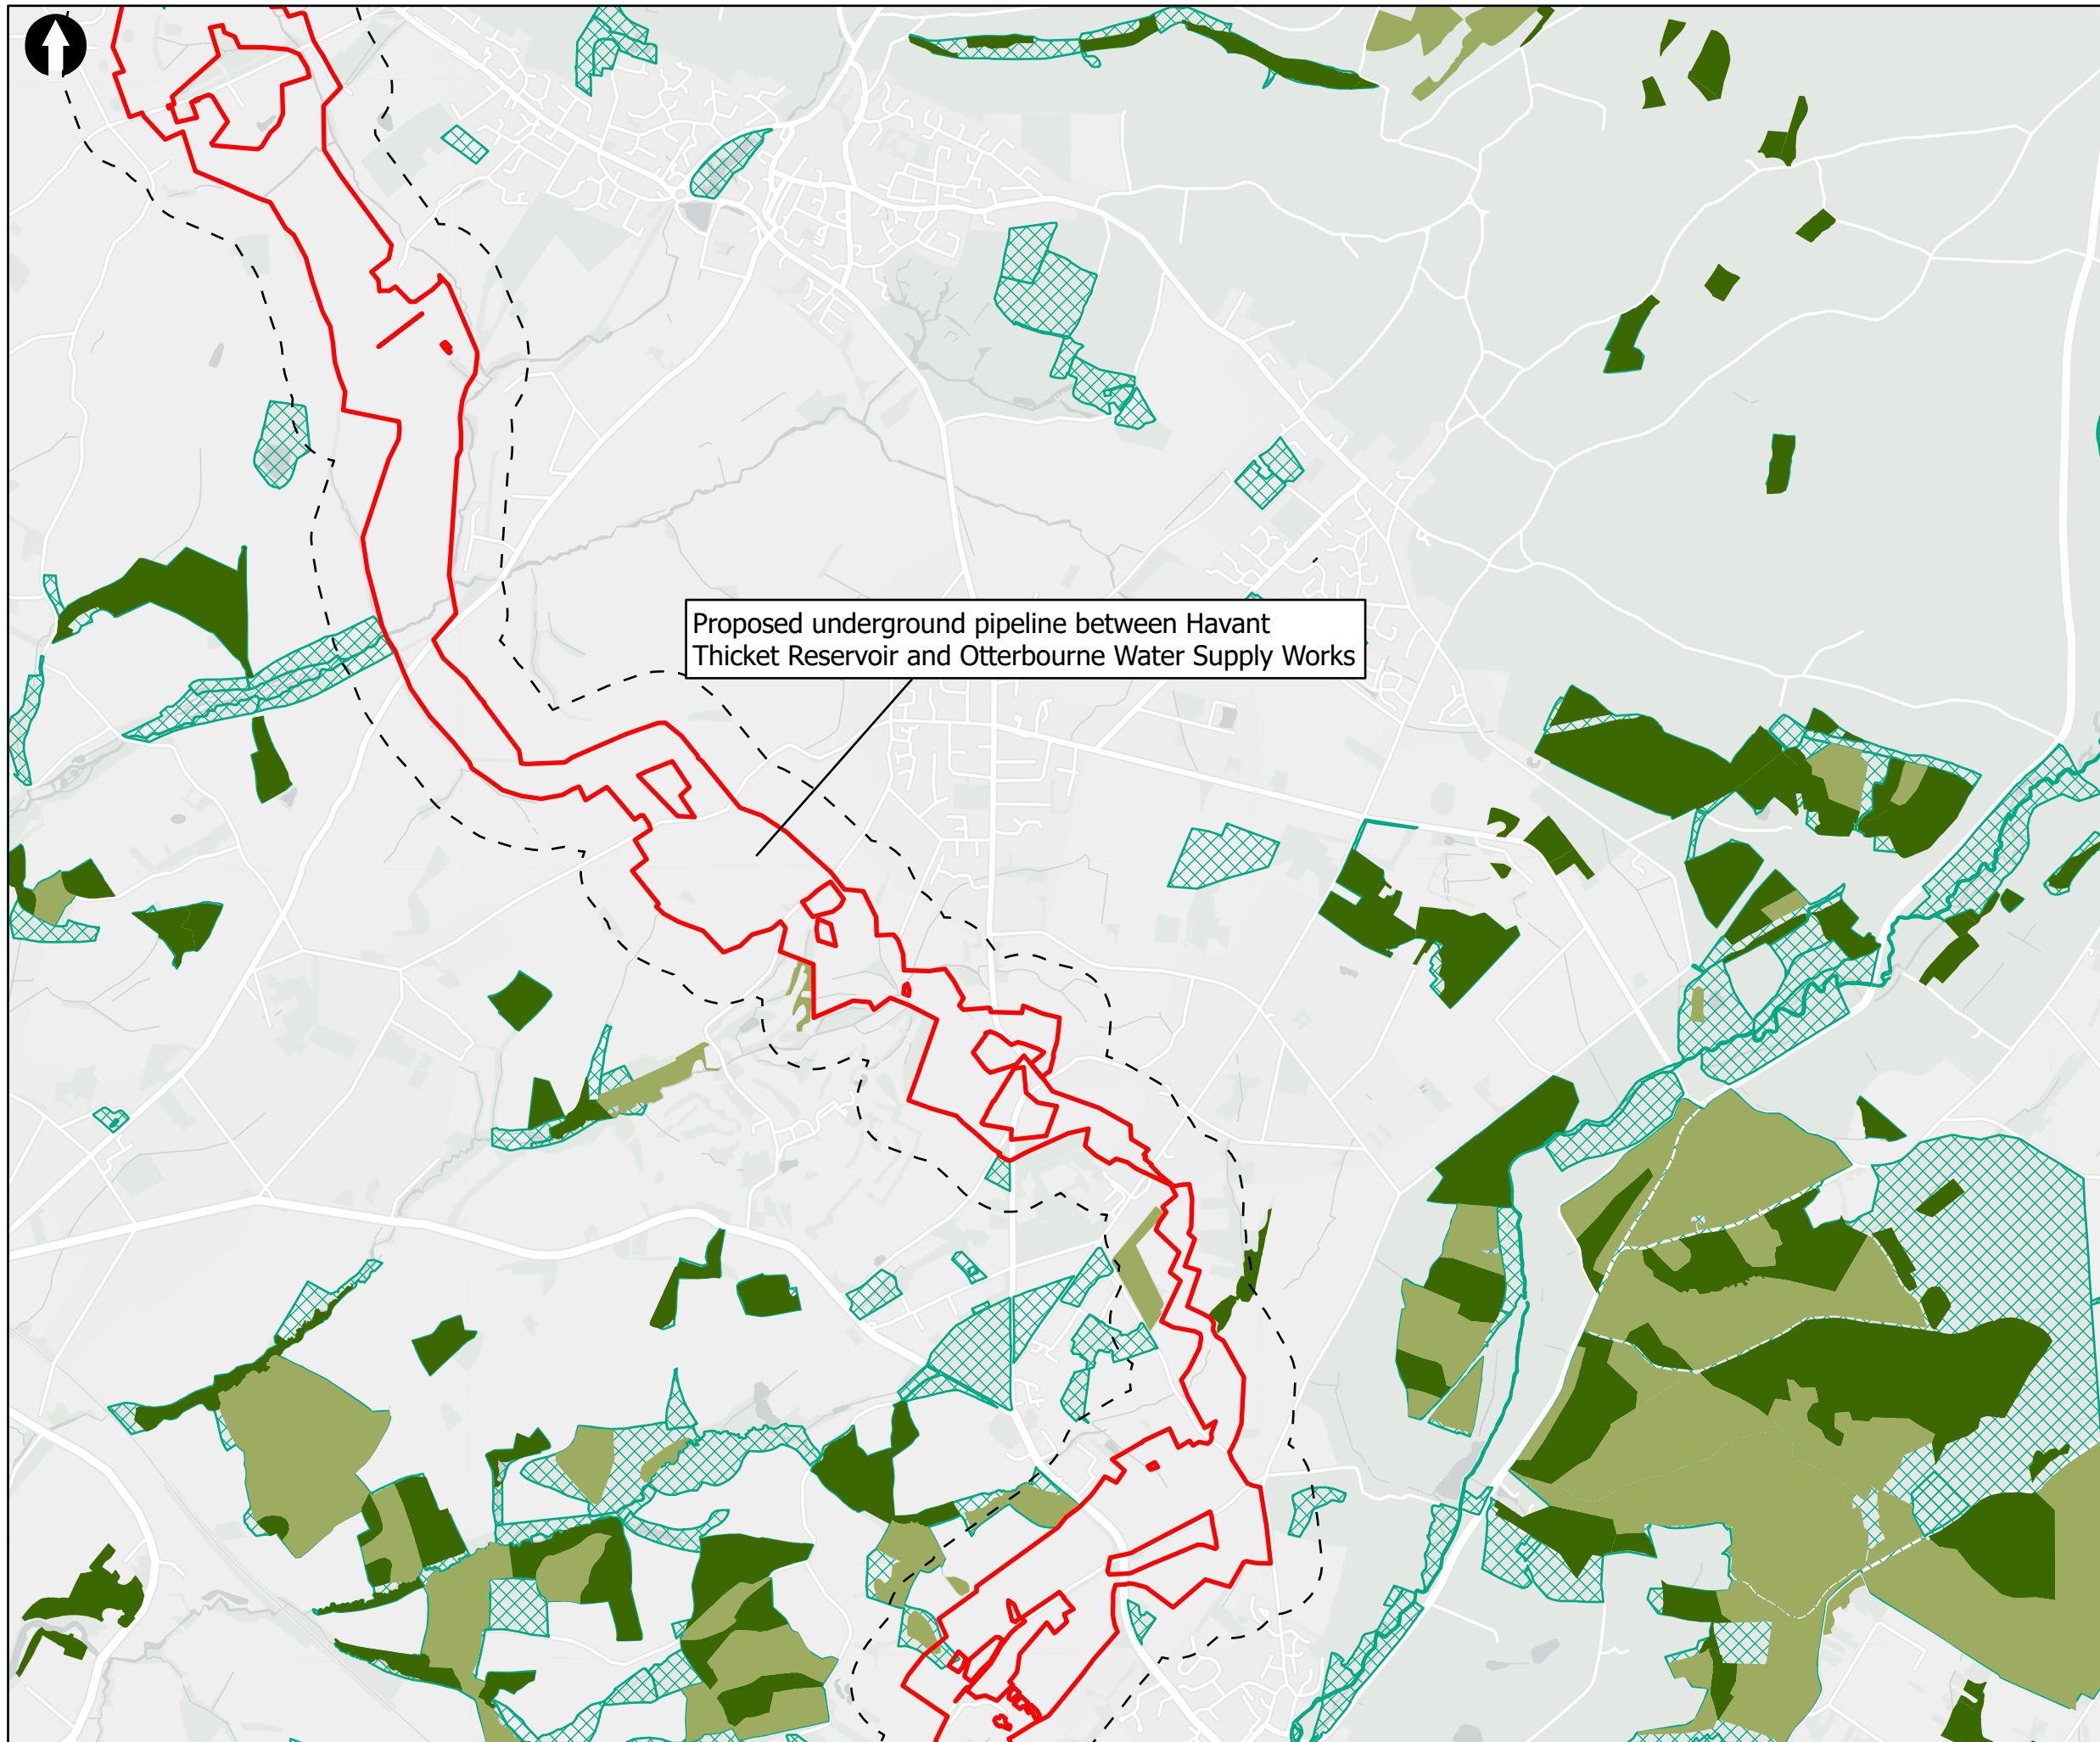 Proposed underground pipeline between Havant
Thicket Reservoir and Otterbourne Water Supply Works